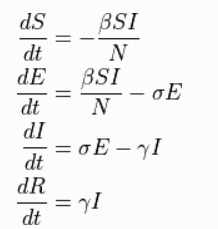 dS/dt = −βSI/N
dE/dt = βSI/N − σE
dI/dt = σE − γI
dR/dt = γI